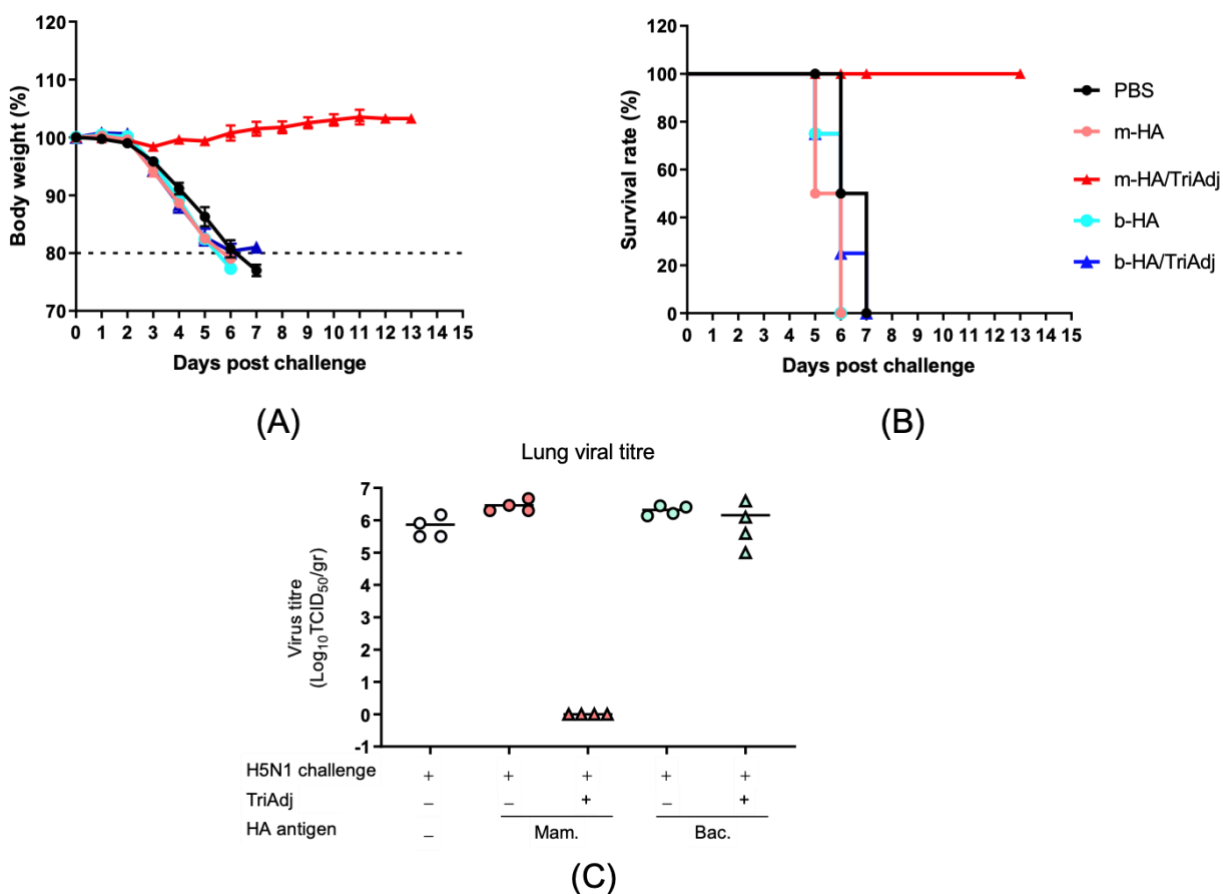 120
110
100
90
80
70
Body weight (%)
0 1 2 3 4 5 6 7 8 9 10 11 12 13 14 15
Days post challenge
(A)
120
100
80
60
40
20
0
Survival rate (%)
0 1 2 3 4 5 6 7 8 9 10 11 12 13 14 15
Days post challenge
(B)
PBS
m-HA
m-HA/TriAdj
b-HA
b-HA/TriAdj
Lung viral titre
7
6
5
4
3
2
1
0
-1
Virus titre
(Log₁₀TCID₅₀/gr)
H5N1 challenge + + + + +
TriAdj – – + – +
HA antigen – Mam. Bac.
(C)